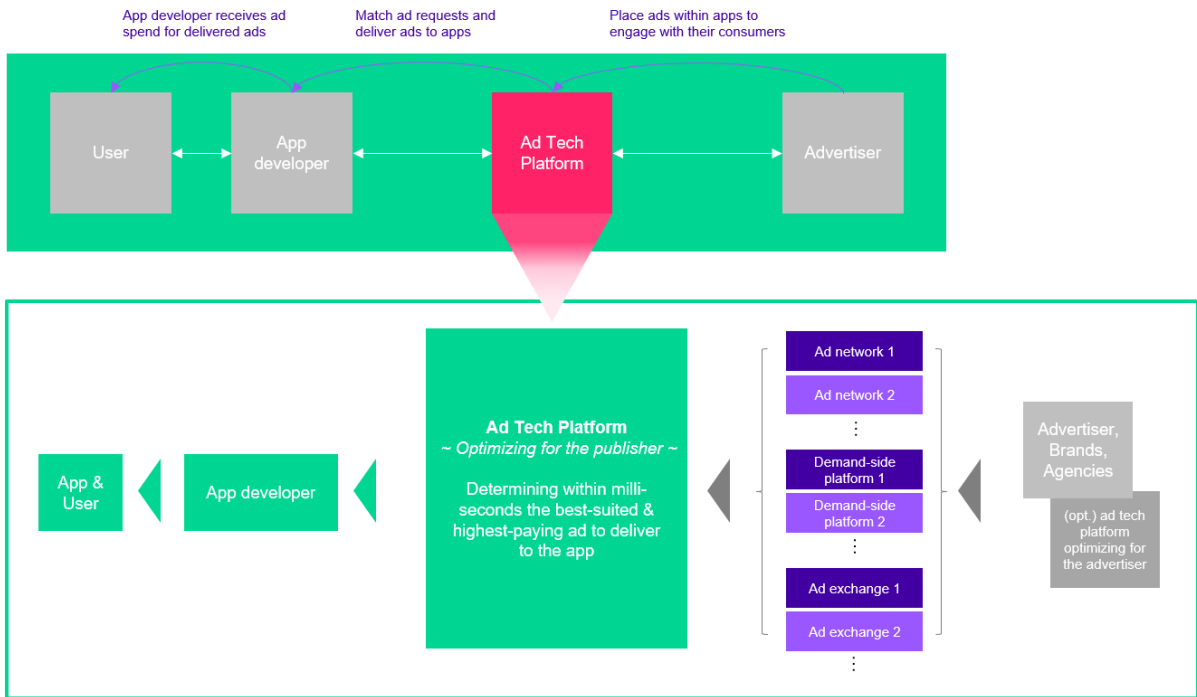 App developer receives ad
spend for delivered ads
Match ad requests and
deliver ads to apps
Place ads within apps to
engage with their consumers
User
App
developer
Ad Tech
Platform
Advertiser
App &
User
App developer
Ad Tech Platform
~ Optimizing for the publisher ~
Determining within milli-
seconds the best-suited &
highest-paying ad to deliver
to the app
Ad network 1
Ad network 2
⋮
Demand-side
platform 1
Demand-side
platform 2
⋮
Ad exchange 1
Ad exchange 2
⋮
Advertiser,
Brands,
Agencies
(opt.) ad tech
platform
optimizing for
the advertiser